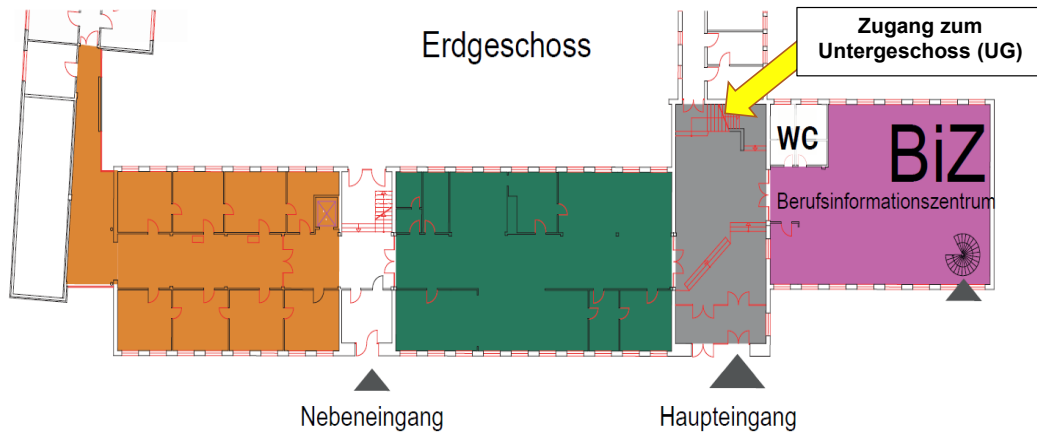 Erdgeschoss
Zugang zum
Untergeschoss (UG)
WC
BiZ
Berufsinformationszentrum
Nebeneingang
Haupteingang